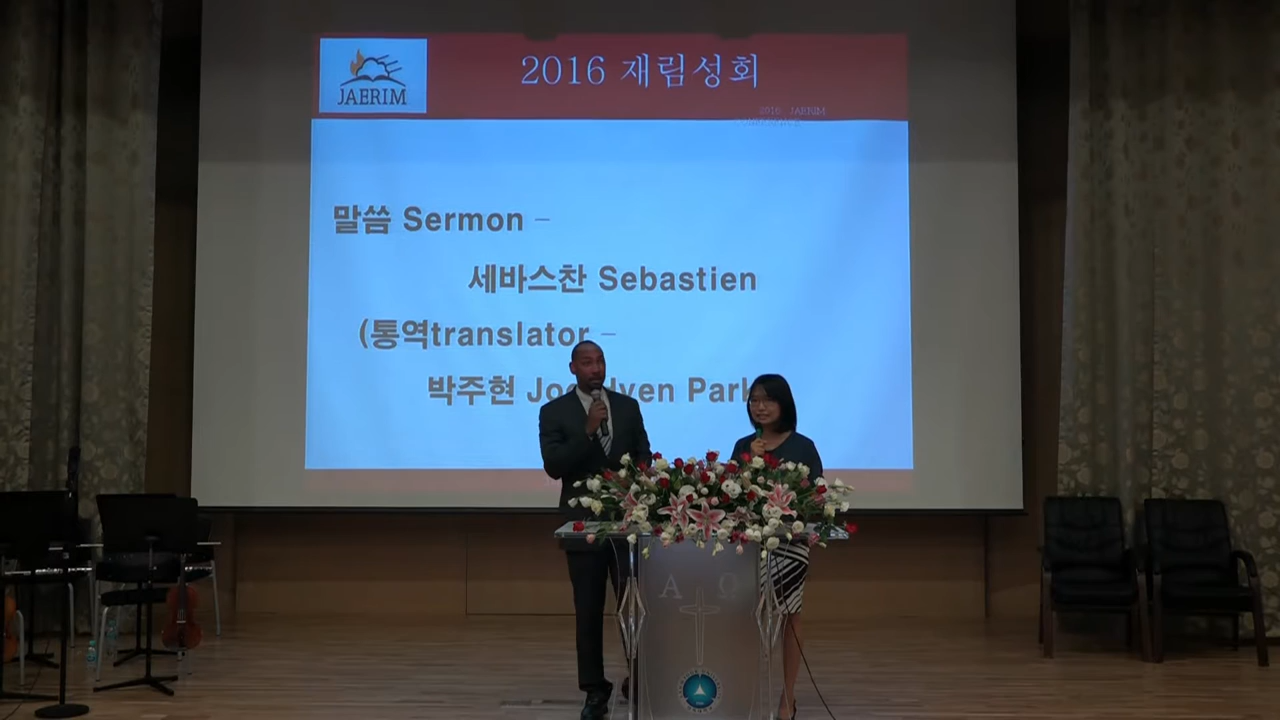 JAERIM
2016 재림성회
2016 JAERIM
말씀 Sermon –
세바스찬 Sebastien
(통역translator –
박주현 Park
Α Ω